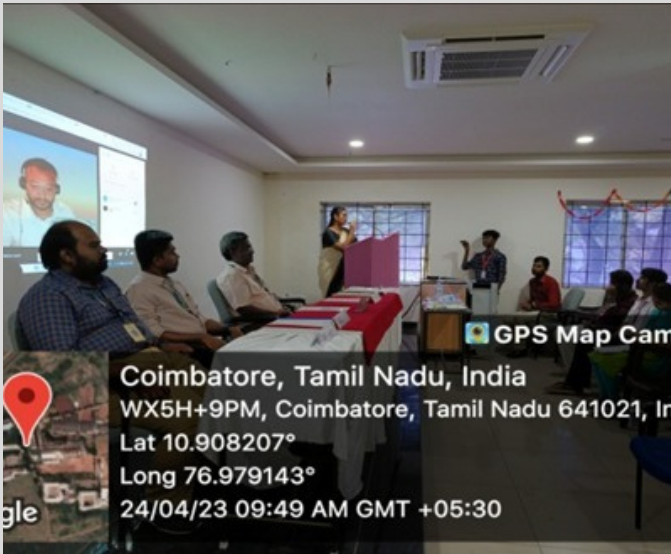 GPS Map Cam
Coimbatore, Tamil Nadu, India
WX5H+9PM, Coimbatore, Tamil Nadu 641021, In
Lat 10.908207°
Long 76.979143°
24/04/23 09:49 AM GMT +05:30
gle